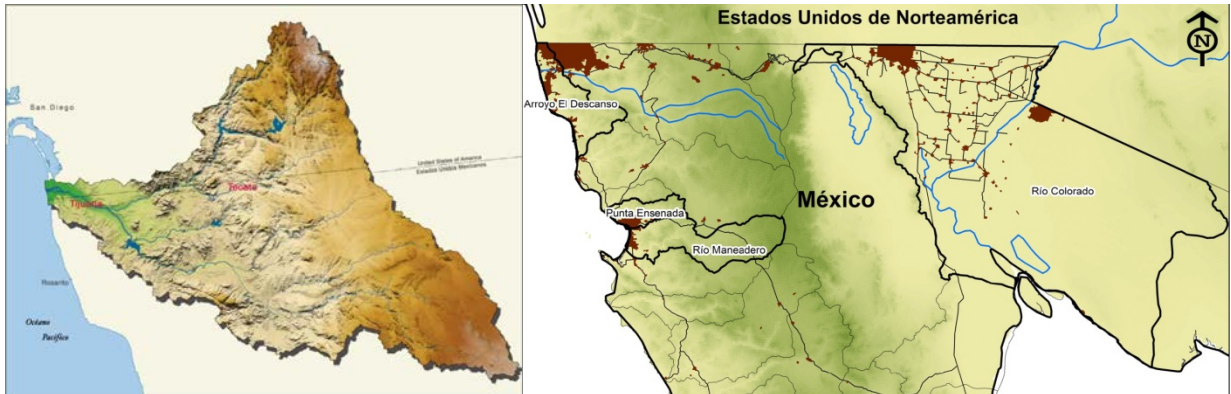 San Diego
United States of America
Estados Unidos Mexicanos
Tecate
Tijuana
Rosarito
Océano
Pacífico
Estados Unidos de Norteamérica
N
Arroyo El Descanso
México
Río Colorado
Punta Ensenada
Río Maneadero